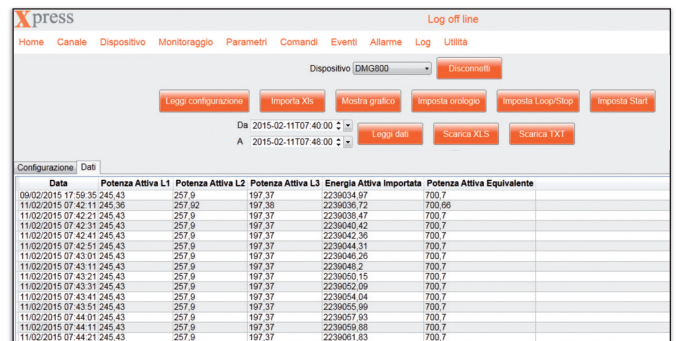 Xpress
Log off line
Home Canale Dispositivo Monitoraggio Parametri Comandi Eventi Allarme Log Utilità
Dispositivo DMG800 Disconnetti
Leggi configurazione Importa Xls Mostra grafico Imposta orologio Imposta Loop/Stop Imposta Start
Da 2015-02-11T07:40:00
A 2015-02-11T07:48:00
Leggi dati Scarica XLS Scarica TXT
Configurazione Dati
Data Potenza Attiva L1 Potenza Attiva L2 Potenza Attiva L3 Energia Attiva Importata Potenza Attiva Equivalente
09/02/2015 17:59:35 245,43 257,9 197,37 2239034,97 700,7
11/02/2015 07:42:11 245,36 257,92 197,38 2239036,72 700,66
11/02/2015 07:42:21 245,43 257,9 197,37 2239038,47 700,7
11/02/2015 07:42:31 245,43 257,9 197,37 2239040,42 700,7
11/02/2015 07:42:41 245,43 257,9 197,37 2239042,36 700,7
11/02/2015 07:42:51 245,43 257,9 197,37 2239044,31 700,7
11/02/2015 07:43:01 245,43 257,9 197,37 2239046,26 700,7
11/02/2015 07:43:11 245,43 257,9 197,37 2239048,2 700,7
11/02/2015 07:43:21 245,43 257,9 197,37 2239050,15 700,7
11/02/2015 07:43:31 245,43 257,9 197,37 2239052,09 700,7
11/02/2015 07:43:41 245,43 257,9 197,37 2239054,04 700,7
11/02/2015 07:43:51 245,43 257,9 197,37 2239055,99 700,7
11/02/2015 07:44:01 245,43 257,9 197,37 2239057,93 700,7
11/02/2015 07:44:11 245,43 257,9 197,37 2239059,88 700,7
11/02/2015 07:44:21 245,43 257,9 197,37 2239061,83 700,7